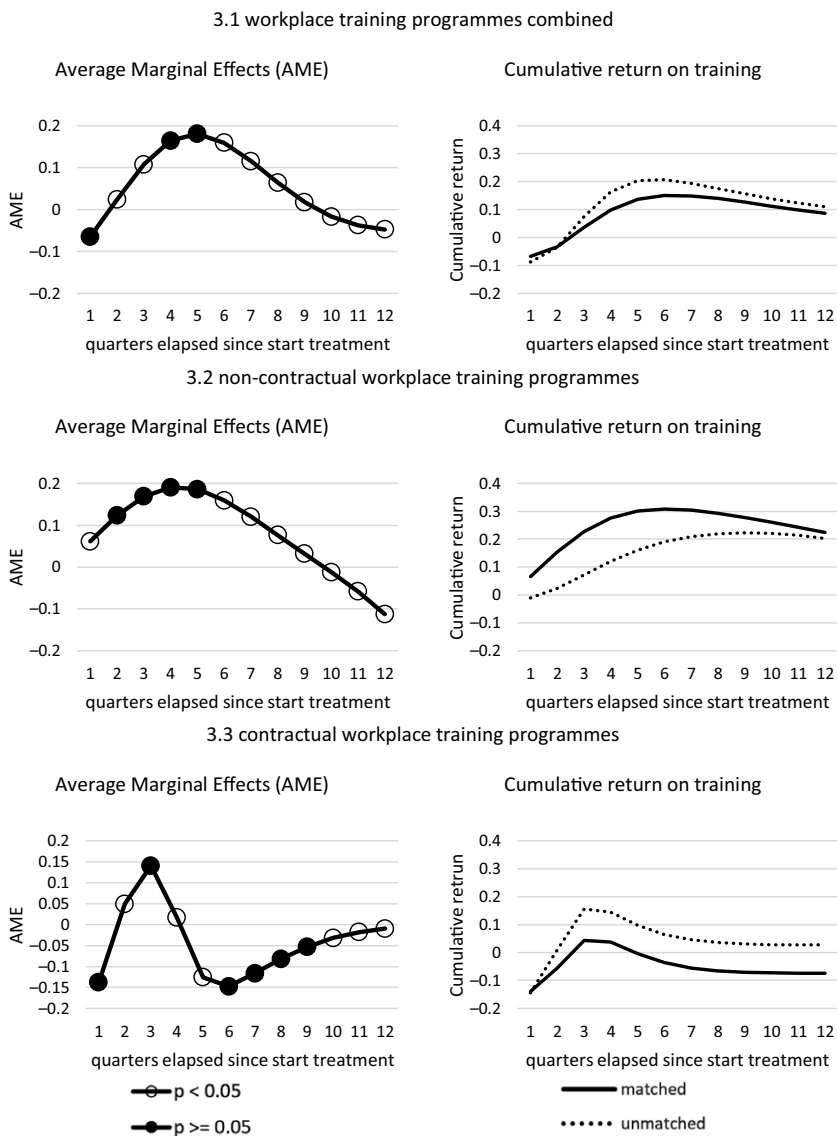 3.1 workplace training programmes combined
Average Marginal Effects (AME)
AME
0.2
0.1
0
–0.1
–0.2
1 2 3 4 5 6 7 8 9 10 11 12
quarters elapsed since start treatment
Cumulative return on training
Cumulative return
0.4
0.3
0.2
0.1
0
–0.1
–0.2
1 2 3 4 5 6 7 8 9 10 11 12
quarters elapsed since start treatment
3.2 non-contractual workplace training programmes
Average Marginal Effects (AME)
AME
0.2
0.1
0
–0.1
–0.2
1 2 3 4 5 6 7 8 9 10 11 12
quarters elapsed since start treatment
Cumulative return on training
Cumulative return
0.4
0.3
0.2
0.1
0
–0.1
–0.2
1 2 3 4 5 6 7 8 9 10 11 12
quarters elapsed since start treatment
3.3 contractual workplace training programmes
Average Marginal Effects (AME)
AME
0.2
0.15
0.1
0.05
0
–0.05
–0.1
–0.15
–0.2
1 2 3 4 5 6 7 8 9 10 11 12
quarters elapsed since start treatment
p < 0.05
p >= 0.05
Cumulative return on training
Cumulative retrun
0.4
0.3
0.2
0.1
0
–0.1
–0.2
1 2 3 4 5 6 7 8 9 10 11 12
quarters elapsed since start treatment
matched
unmatched